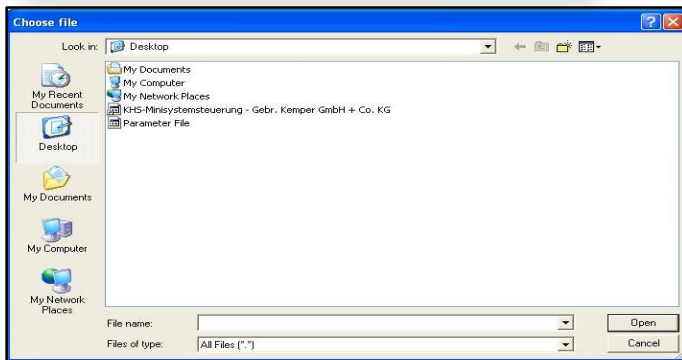 Choose file
Look in: Desktop
My Recent
Documents
Desktop
My Documents
My Computer
My Network
Places
My Documents
My Computer
My Network Places
KHS-Minisystemsteuerung - Gebr. Kemper GmbH + Co. KG
Parameter File
File name:
Open
Files of type: All Files (".")
Cancel